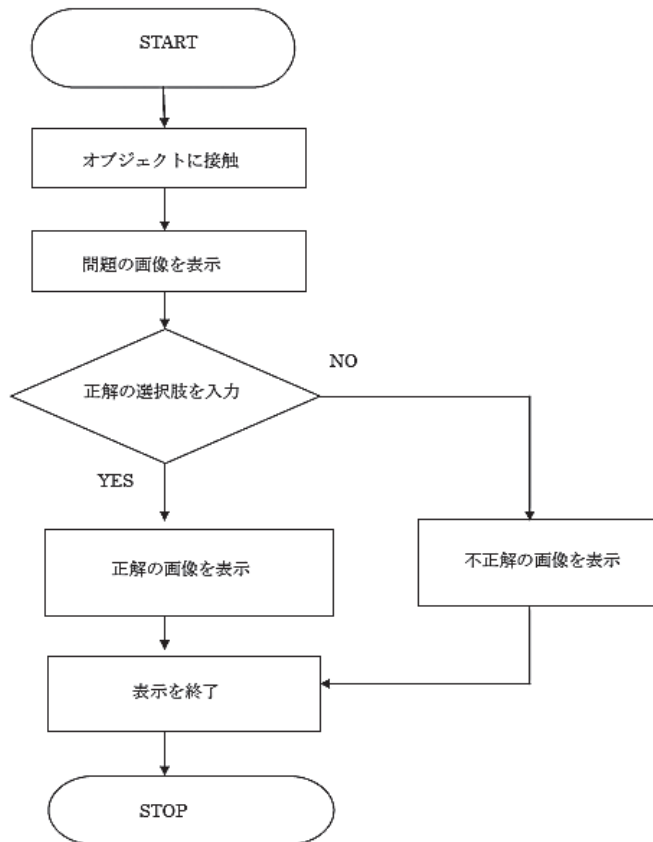 START
オブジェクトに接触
問題の画像を表示
正解の選択肢を入力
NO
YES
正解の画像を表示
不正解の画像を表示
表示を終了
STOP